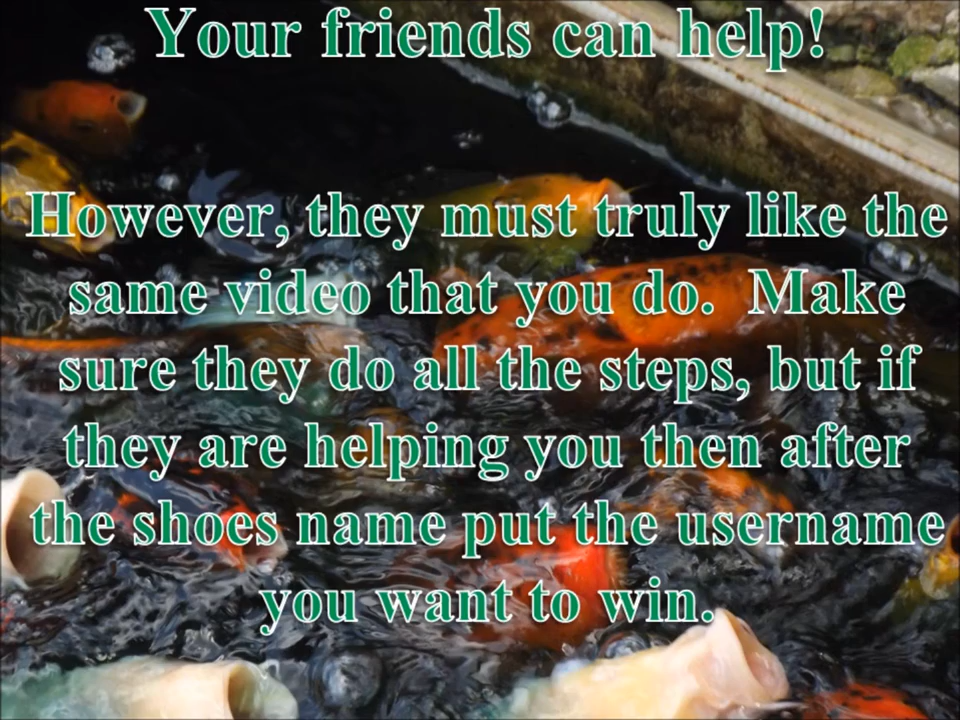 Your friends can help!
However, they must truly like the
same video that you do.  Make
sure they do all the steps, but if
they are helping you then after
the shoes name put the username
you want to win.